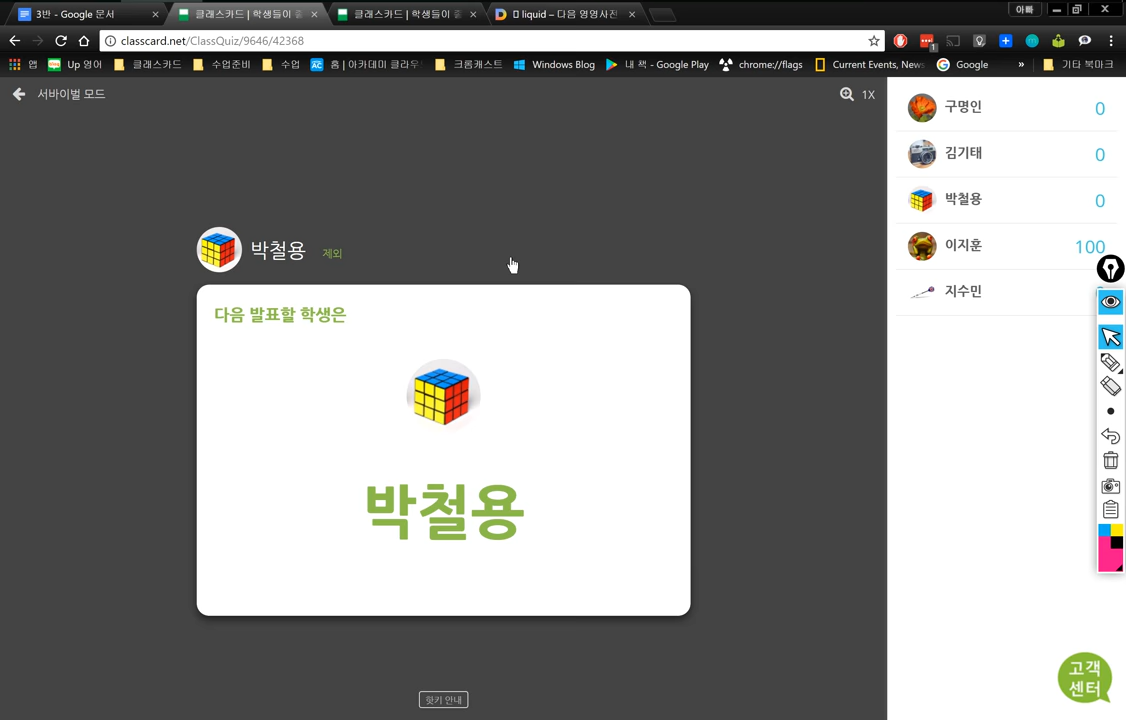 3반 - Google 문서
클래스카드 | 학생들이 좋
클래스카드 | 학생들이 좋
liquid – 다음 영영사전
아빠
classcard.net/ClassQuiz/9646/42368
앱
Up 영어
클래스카드
수업준비
수업
홈 | 아카데미 클라우
크롬캐스트
Windows Blog
내 책 - Google Play
chrome://flags
Current Events, News
Google
»
기타 북마크
서바이벌 모드
1X
구명인 0
김기태 0
박철용 0
이지훈 100
지수민
박철용 제외
다음 발표할 학생은
박철용
핫키 안내
고객
센터